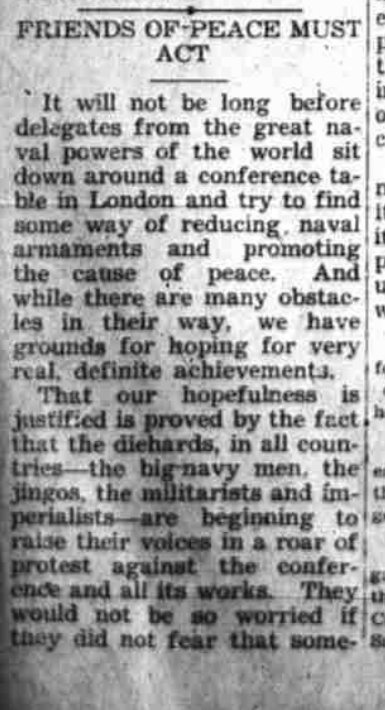 FRIENDS OF PEACE MUST
ACT
It will not be long before
delegates from the great na-
val powers of the world sit
down around a conference ta-
ble in London and try to find
some way of reducing naval
armaments and promoting
the cause of peace. And
while there are many obstac-
les in their way, we have
grounds for hoping for very
real, definite achievements.
That our hopefulness is
justified is proved by the fact
that the diehards, in all coun-
tries—the big-navy men, the
jingos, the militarists and im-
perialists—are beginning to
raise their voices in a roar of
protest against the confer-
ence and all its works. They
would not be so worried if
they did not fear that some-